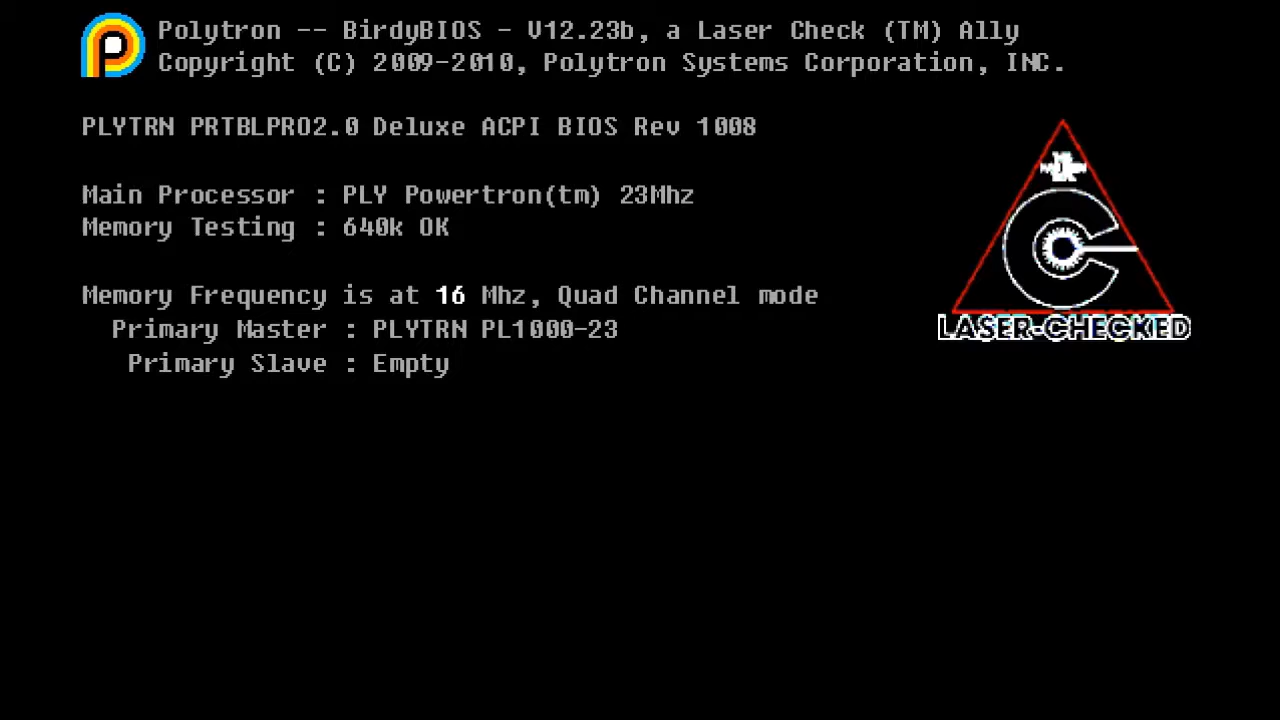 Polytron -- BirdyBIOS - V12.23b, a Laser Check (TM) Ally
Copyright (C) 2009-2010, Polytron Systems Corporation, INC.
PLYTRN PRTBLPRO2.0 Deluxe ACPI BIOS Rev 1008
Main Processor : PLY Powertron(tm) 23Mhz
Memory Testing : 640k OK
Memory Frequency is at 16 Mhz, Quad Channel mode
Primary Master : PLYTRN PL1000-23
Primary Slave : Empty
LASER-CHECKED